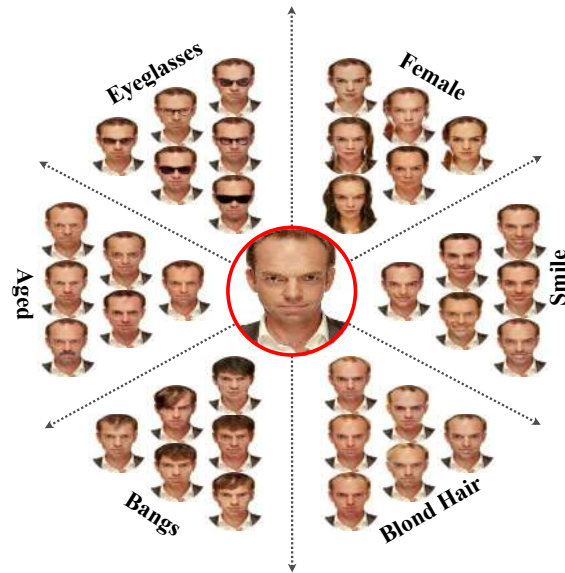 Eyeglasses
Female
Aged
Smile
Bangs
Blond Hair